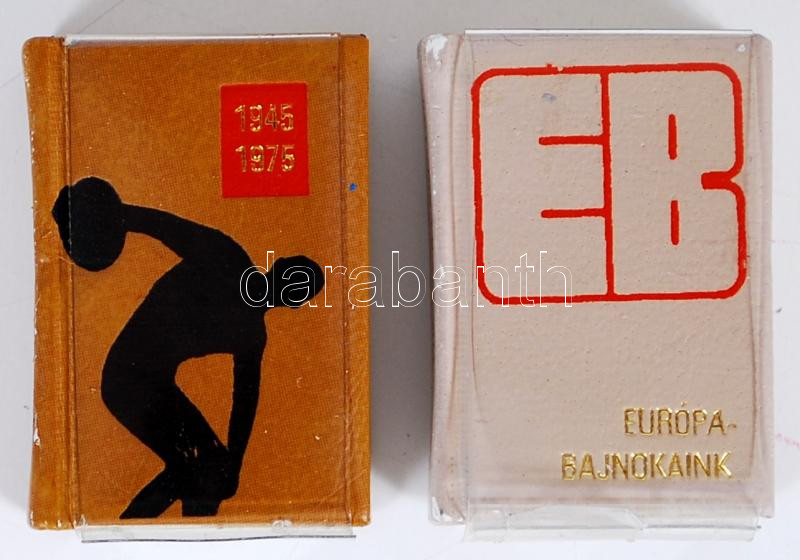 1945
1975
EB
EURÓPA-
BAJNOKAINK
darabanth